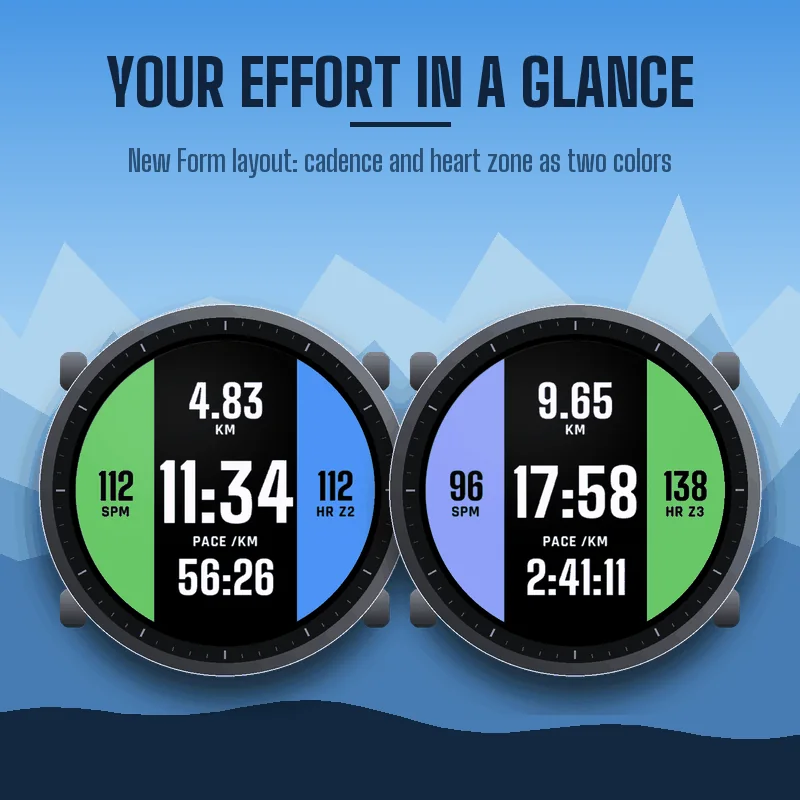 YOUR EFFORT IN A GLANCE
New Form layout: cadence and heart zone as two colors
4.83
KM
112
SPM
11:34
112
HR Z2
PACE /KM
56:26
9.65
KM
96
SPM
17:58
138
HR Z3
PACE /KM
2:41:11